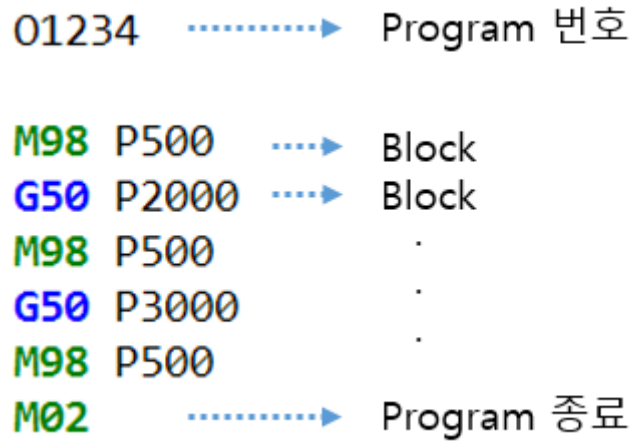 O1234 Program 번호
M98 P500 Block
G50 P2000 Block
M98 P500 .
G50 P3000 .
M98 P500 .
M02 Program 종료